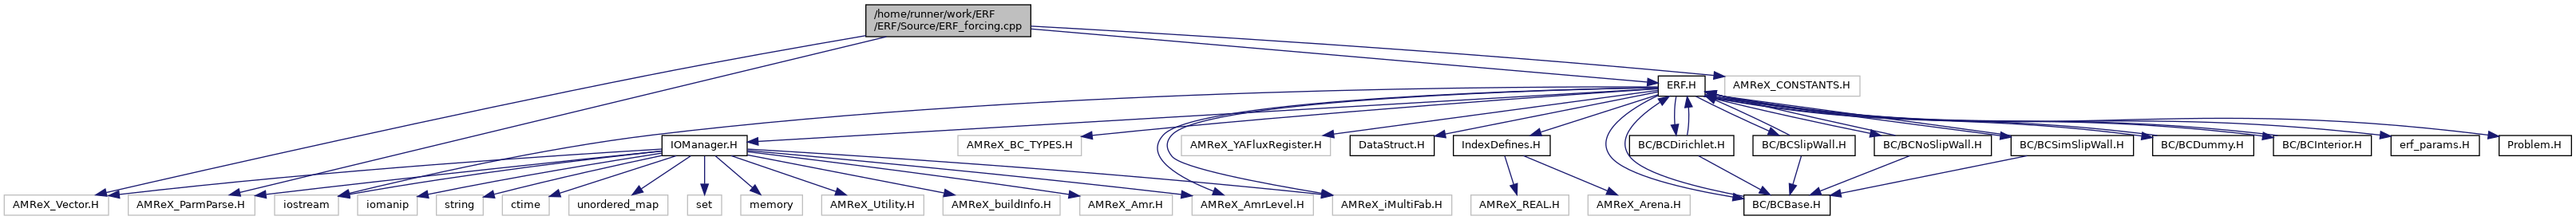 /home/runner/work/ERF
/ERF/Source/ERF_forcing.cpp
ERF.H
AMReX_CONSTANTS.H
IOManager.H
AMReX_BC_TYPES.H
AMReX_YAFluxRegister.H
DataStruct.H
IndexDefines.H
BC/BCDirichlet.H
BC/BCSlipWall.H
BC/BCNoSlipWall.H
BC/BCSimSlipWall.H
BC/BCDummy.H
BC/BCInterior.H
erf_params.H
Problem.H
AMReX_Vector.H
AMReX_ParmParse.H
iostream
iomanip
string
ctime
unordered_map
set
memory
AMReX_Utility.H
AMReX_buildInfo.H
AMReX_Amr.H
AMReX_AmrLevel.H
AMReX_iMultiFab.H
AMReX_REAL.H
AMReX_Arena.H
BC/BCBase.H